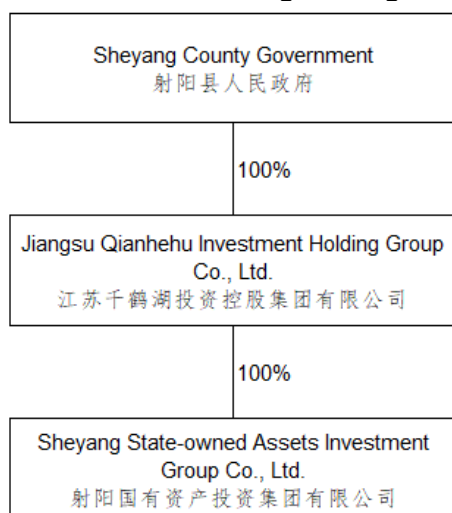 Sheyang County Government
射阳县人民政府
100%
Jiangsu Qianhehu Investment Holding Group
Co., Ltd.
江苏千鹤湖投资控股集团有限公司
100%
Sheyang State-owned Assets Investment
Group Co., Ltd.
射阳国有资产投资集团有限公司